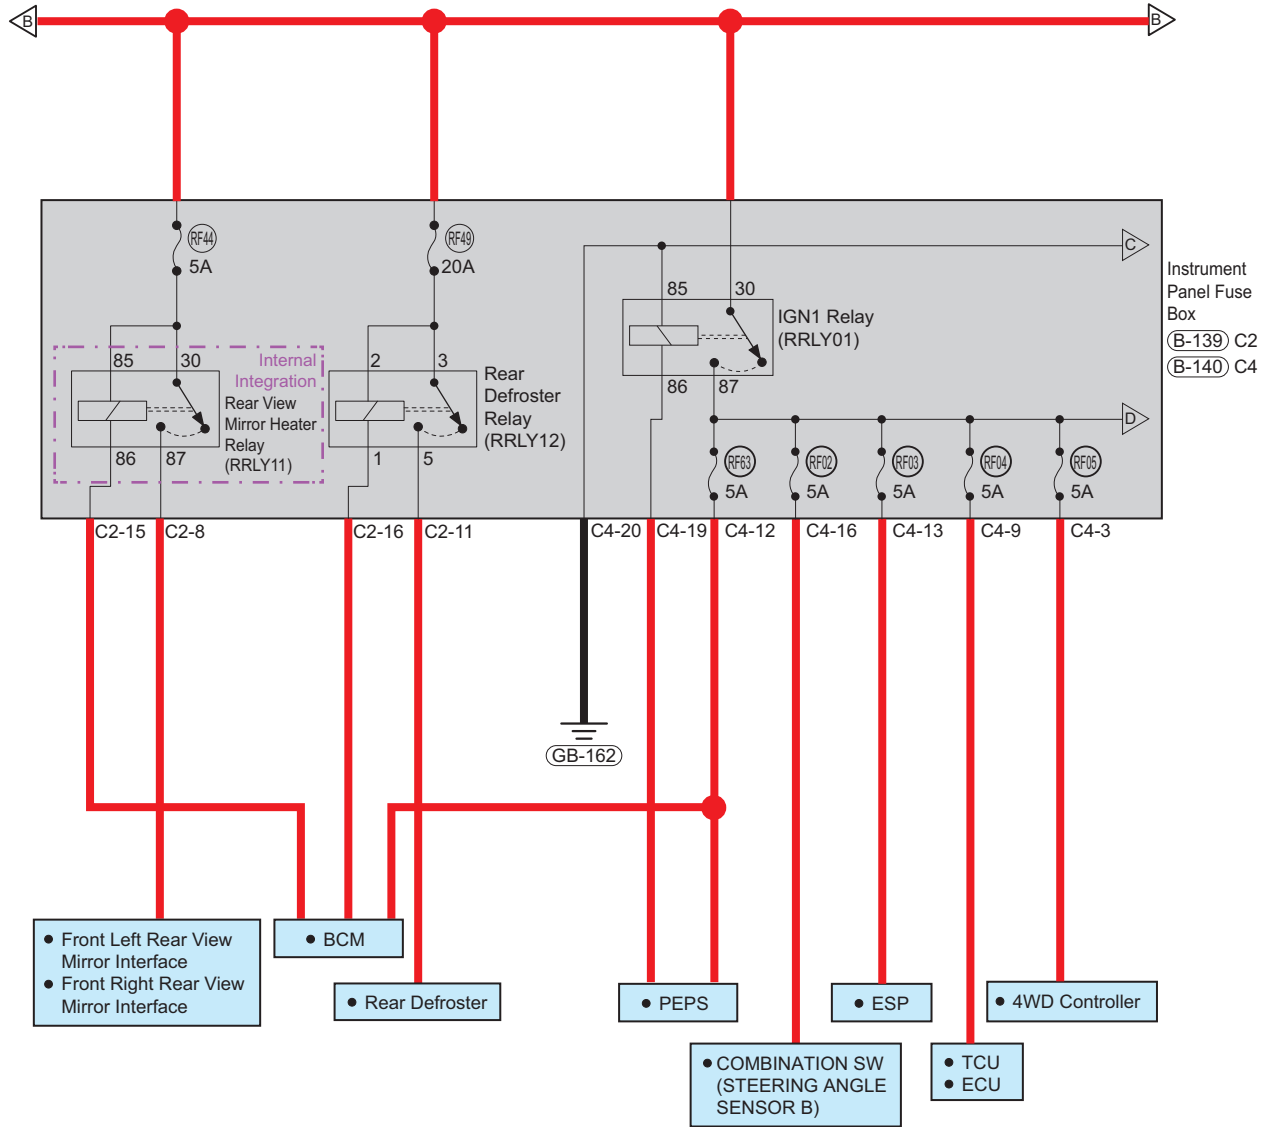 B
B
RF44
5A
RF49
20A
C
Instrument
Panel Fuse
Box
B-139 C2
B-140 C4
85
30
IGN1 Relay
(RRLY01)
86
87
85
30
Internal
Integration
Rear View
Mirror Heater
Relay
(RRLY11)
86
87
2
3
Rear
Defroster
Relay
(RRLY12)
1
5
D
RF63
5A
RF02
5A
RF03
5A
RF04
5A
RF05
5A
C2-15
C2-8
C2-16
C2-11
C4-20
C4-19
C4-12
C4-16
C4-13
C4-9
C4-3
GB-162
• Front Left Rear View
Mirror Interface
• Front Right Rear View
Mirror Interface
• BCM
• Rear Defroster
• PEPS
• ESP
• 4WD Controller
• COMBINATION SW
(STEERING ANGLE
SENSOR B)
• TCU
• ECU